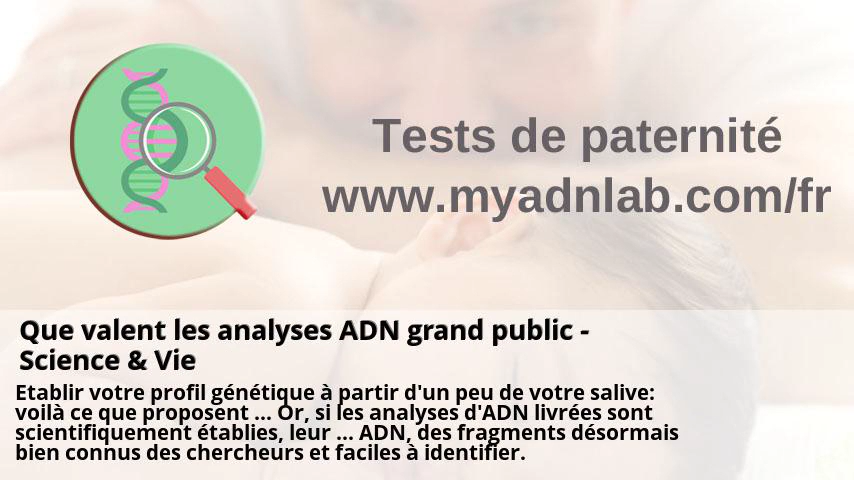 Tests de paternité
www.myadnlab.com/fr
Que valent les analyses ADN grand public -
Science & Vie
Etablir votre profil génétique à partir d'un peu de votre salive:
voilà ce que proposent ... Or, si les analyses d'ADN livrées sont
scientifiquement établies, leur ... ADN, des fragments désormais
bien connus des chercheurs et faciles à identifier.